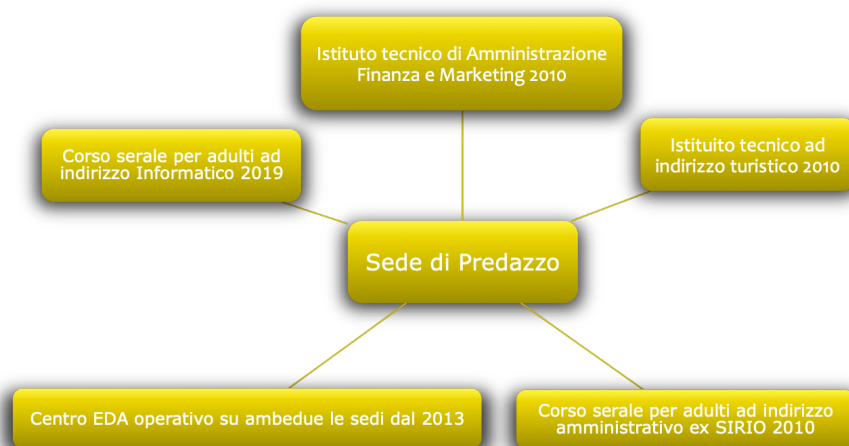 Istituto tecnico di Amministrazione
Finanza e Marketing 2010
Corso serale per adulti ad
indirizzo Informatico 2019
Istituito tecnico ad
indirizzo turistico 2010
Sede di Predazzo
Centro EDA operativo su ambedue le sedi dal 2013
Corso serale per adulti ad indirizzo
amministrativo ex SIRIO 2010